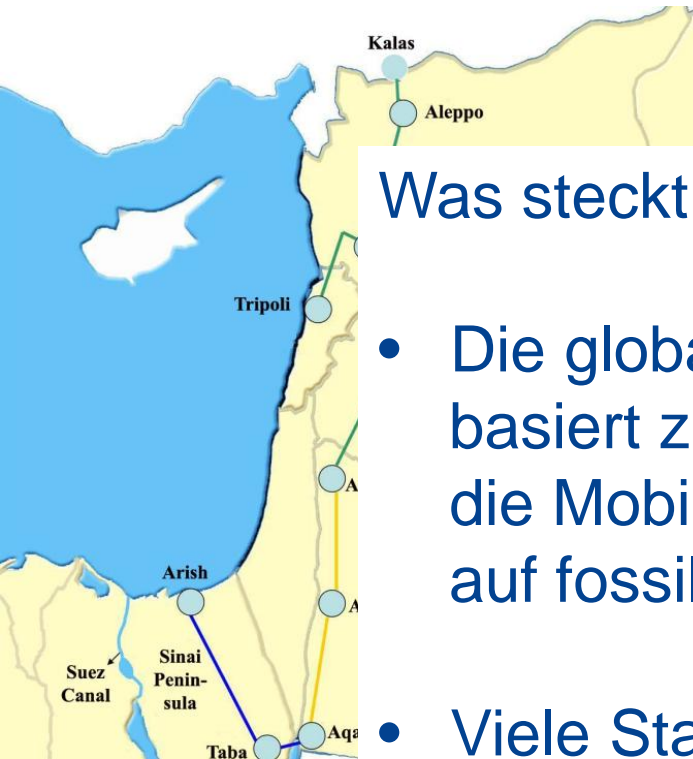 Kalas
Aleppo
Tripoli
Arish
Suez
Canal
Sinai
Penin-
sula
Taba
Was steckt
• Die globa
basiert z
die Mobi
auf fossil
• Viele Sta